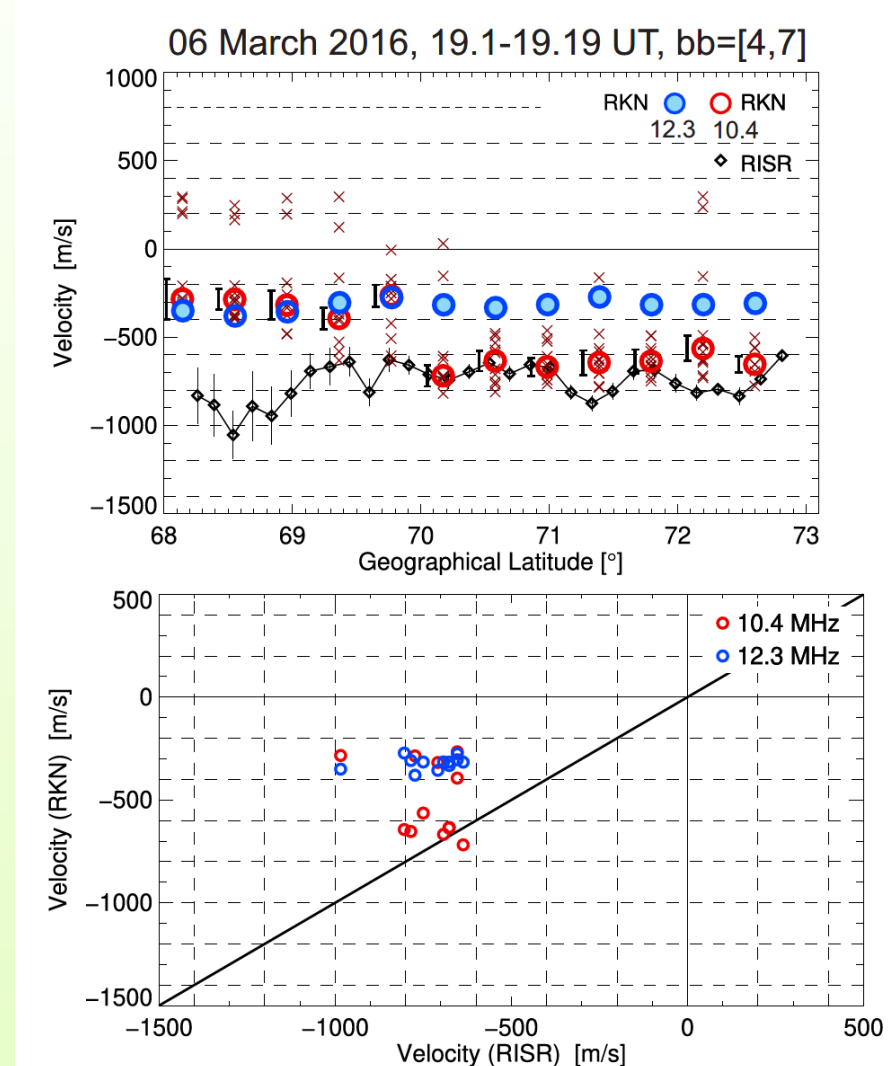 06 March 2016, 19.1-19.19 UT, bb=[4,7]
1000
500
0
−500
−1000
−1500
Velocity [m/s]
RKN RKN
12.3 10.4
RISR
68 69 70 71 72 73
Geographical Latitude [°]
500
0
−500
−1000
−1500
Velocity (RKN) [m/s]
10.4 MHz
12.3 MHz
−1500 −1000 −500 0 500
Velocity (RISR) [m/s]